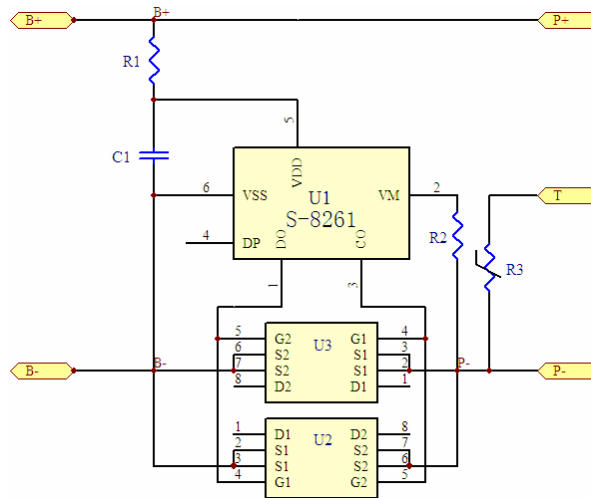 B+ B+ P+
R1
5
C1
VDD
6 VSS U1 VM 2
S-8261
T
4 DP DO CO R2
R3
1 3
5 G2 G1 4
6 S2 U3 S1 3
B- B- 7 S2 S1 2 P- P-
8 D2 D1 1
1 D1 D2 8
2 S1 U2 S2 7
3 S1 S2 6
4 G1 G2 5